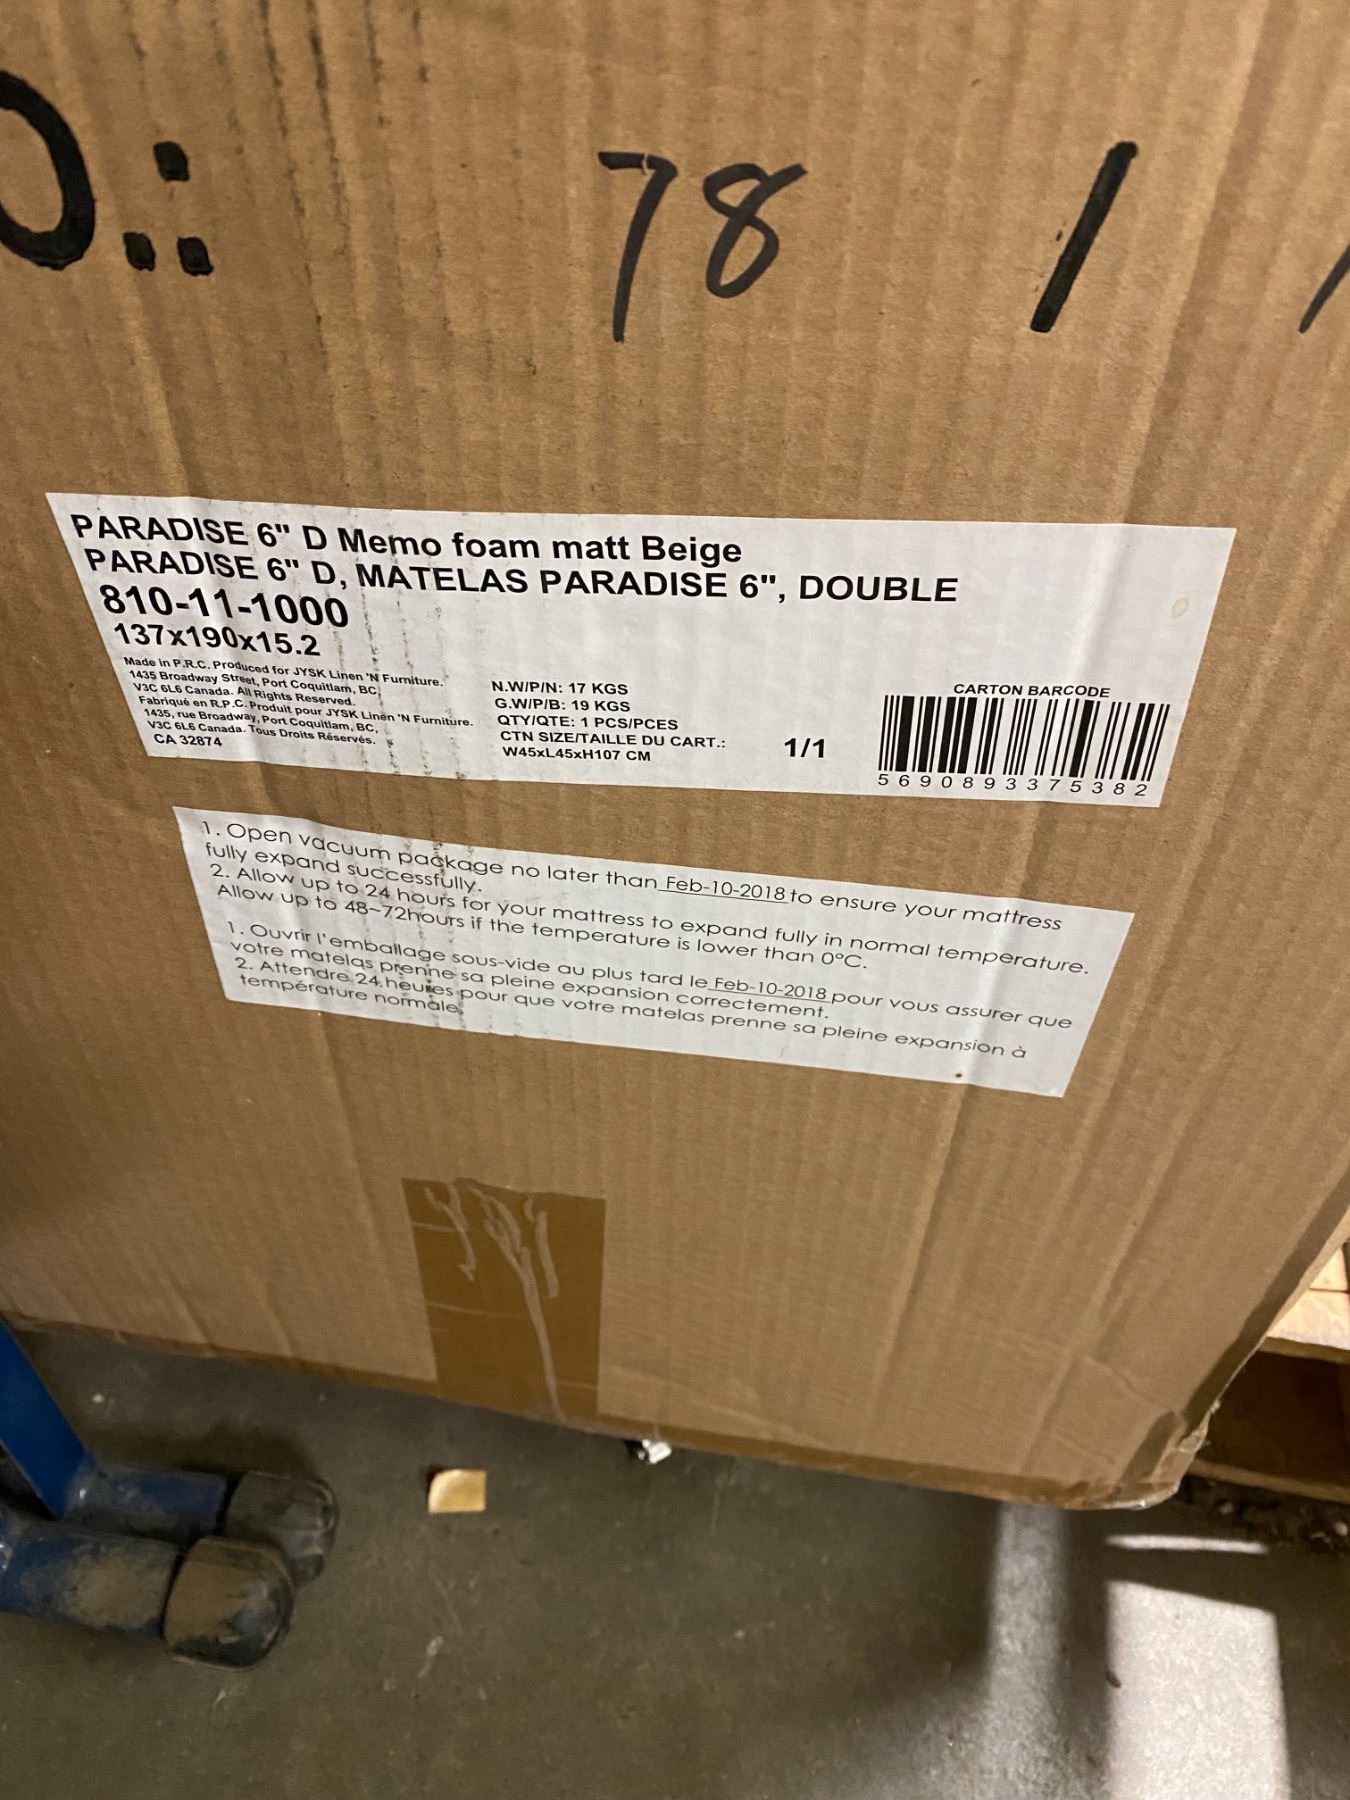 O.:
78 /
PARADISE 6" D Memo foam matt Beige
PARADISE 6" D, MATELAS PARADISE 6", DOUBLE
810-11-1000
137x190x15.2
Made in P.R.C. Produced for JYSK Linen 'N Furniture.
1435 Broadway Street, Port Coquitlam, BC,
V3C 6L6 Canada. All Rights Reserved.
Fabriqué en R.P.C. Produit pour JYSK Linen 'N Furniture.
1435, rue Broadway, Port Coquitlam, BC,
V3C 6L6 Canada. Tous Droits Réservés.
CA 32874
N.W/P/N: 17 KGS
G.W/P/B: 19 KGS
QTY/QTE: 1 PCS/PCES
CTN SIZE/TAILLE DU CART.:
W45xL45xH107 CM
1/1
CARTON BARCODE
5690893375382
1. Open vacuum package no later than Feb-10-2018 to ensure your mattress
fully expand successfully.
2. Allow up to 24 hours for your mattress to expand fully in normal temperature.
Allow up to 48~72hours if the temperature is lower than 0°C.
1. Ouvrir l'emballage sous-vide au plus tard le Feb-10-2018 pour vous assurer que
votre matelas prenne sa pleine expansion correctement.
2. Attendre 24 heures pour que votre matelas prenne sa pleine expansion à
température normale.